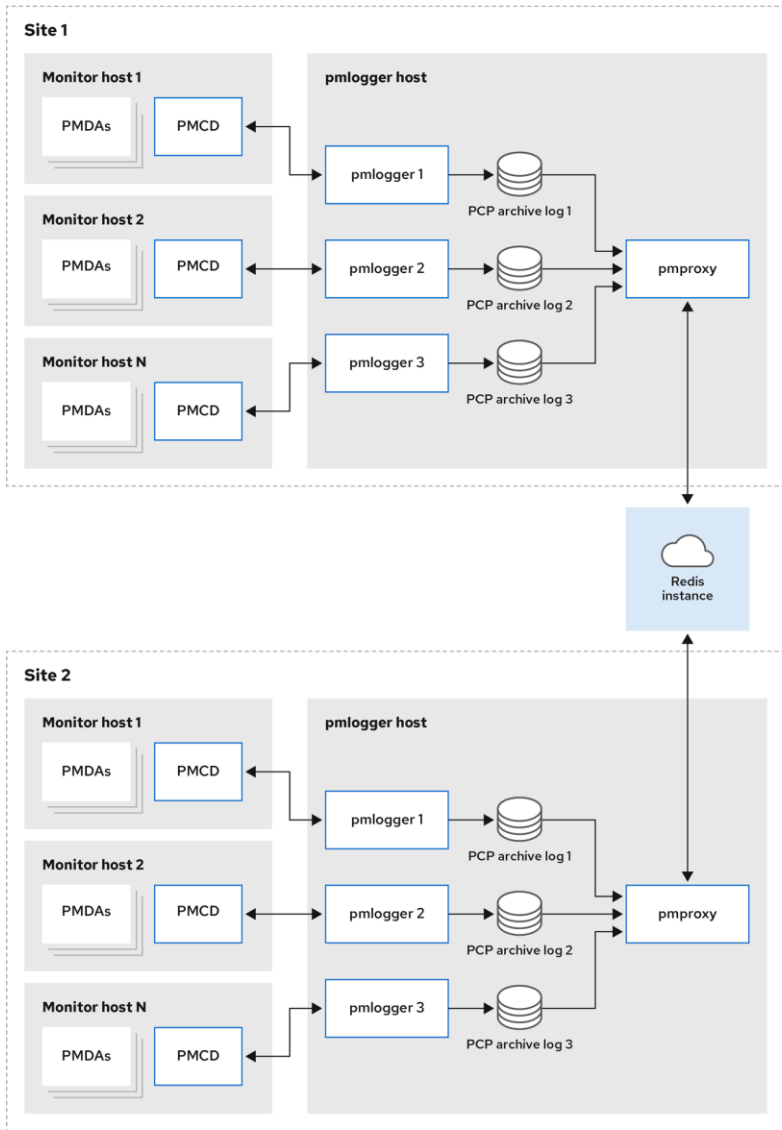 Site 1
Monitor host 1
PMDAs
PMCD
Monitor host 2
PMDAs
PMCD
Monitor host N
PMDAs
PMCD
pmlogger host
pmlogger 1
PCP archive log 1
pmlogger 2
PCP archive log 2
pmlogger 3
PCP archive log 3
pmproxy
Redis
instance
Site 2
Monitor host 1
PMDAs
PMCD
Monitor host 2
PMDAs
PMCD
Monitor host N
PMDAs
PMCD
pmlogger host
pmlogger 1
PCP archive log 1
pmlogger 2
PCP archive log 2
pmlogger 3
PCP archive log 3
pmproxy